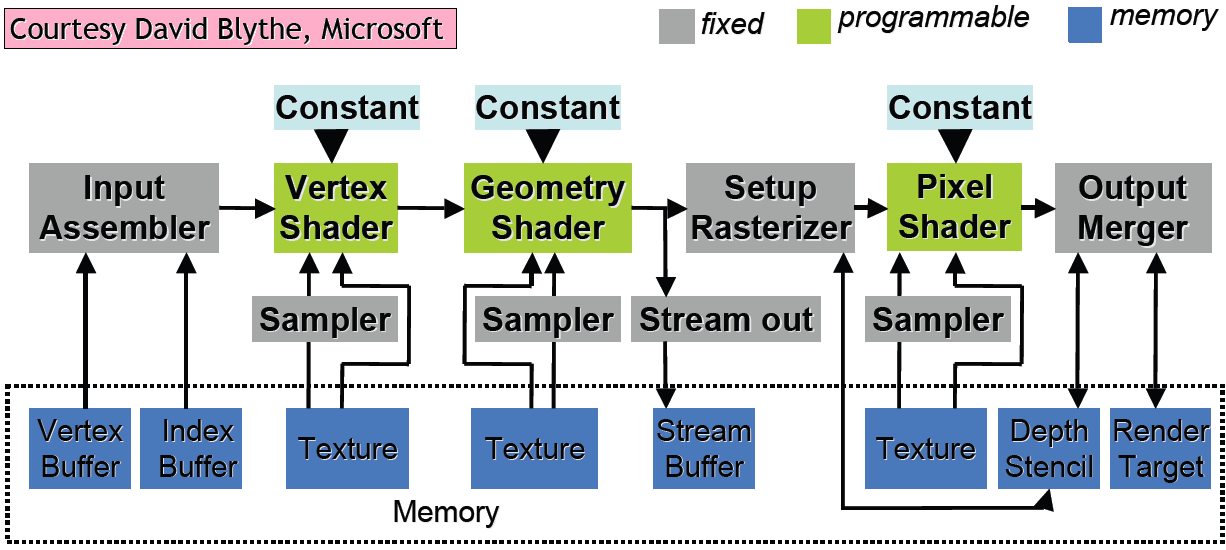 Courtesy David Blythe, Microsoft
fixed
programmable
memory
Constant
Constant
Constant
Input
Assembler
Vertex
Shader
Geometry
Shader
Setup
Rasterizer
Pixel
Shader
Output
Merger
Sampler
Sampler
Stream out
Sampler
Vertex
Buffer
Index
Buffer
Texture
Texture
Stream
Buffer
Texture
Depth
Stencil
Render
Target
Memory